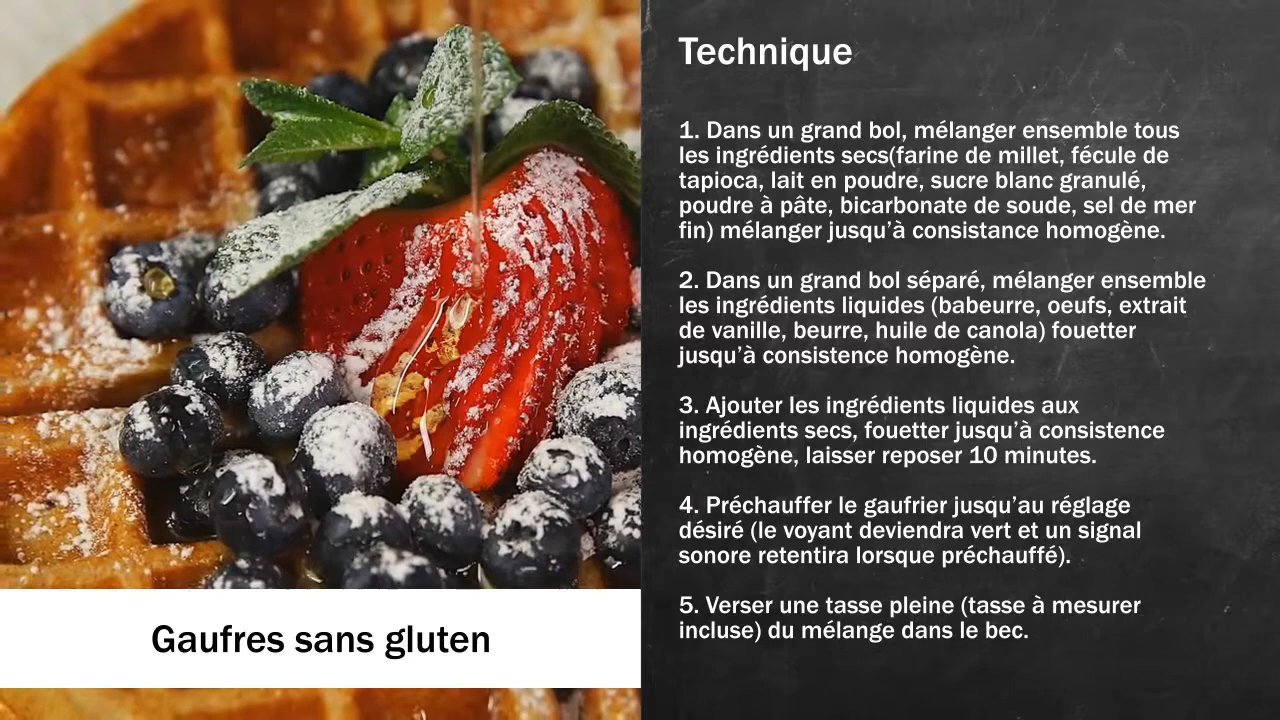 Technique
1. Dans un grand bol, mélanger ensemble tous
les ingrédients secs(farine de millet, fécule de
tapioca, lait en poudre, sucre blanc granulé,
poudre à pâte, bicarbonate de soude, sel de mer
fin) mélanger jusqu’à consistance homogène.
2. Dans un grand bol séparé, mélanger ensemble
les ingrédients liquides (babeurre, oeufs, extrait
de vanille, beurre, huile de canola) fouetter
jusqu’à consistence homogène.
3. Ajouter les ingrédients liquides aux
ingrédients secs, fouetter jusqu’à consistence
homogène, laisser reposer 10 minutes.
4. Préchauffer le gaufrier jusqu’au réglage
désiré (le voyant deviendra vert et un signal
sonore retentira lorsque préchauffé).
5. Verser une tasse pleine (tasse à mesurer
incluse) du mélange dans le bec.
Gaufres sans gluten